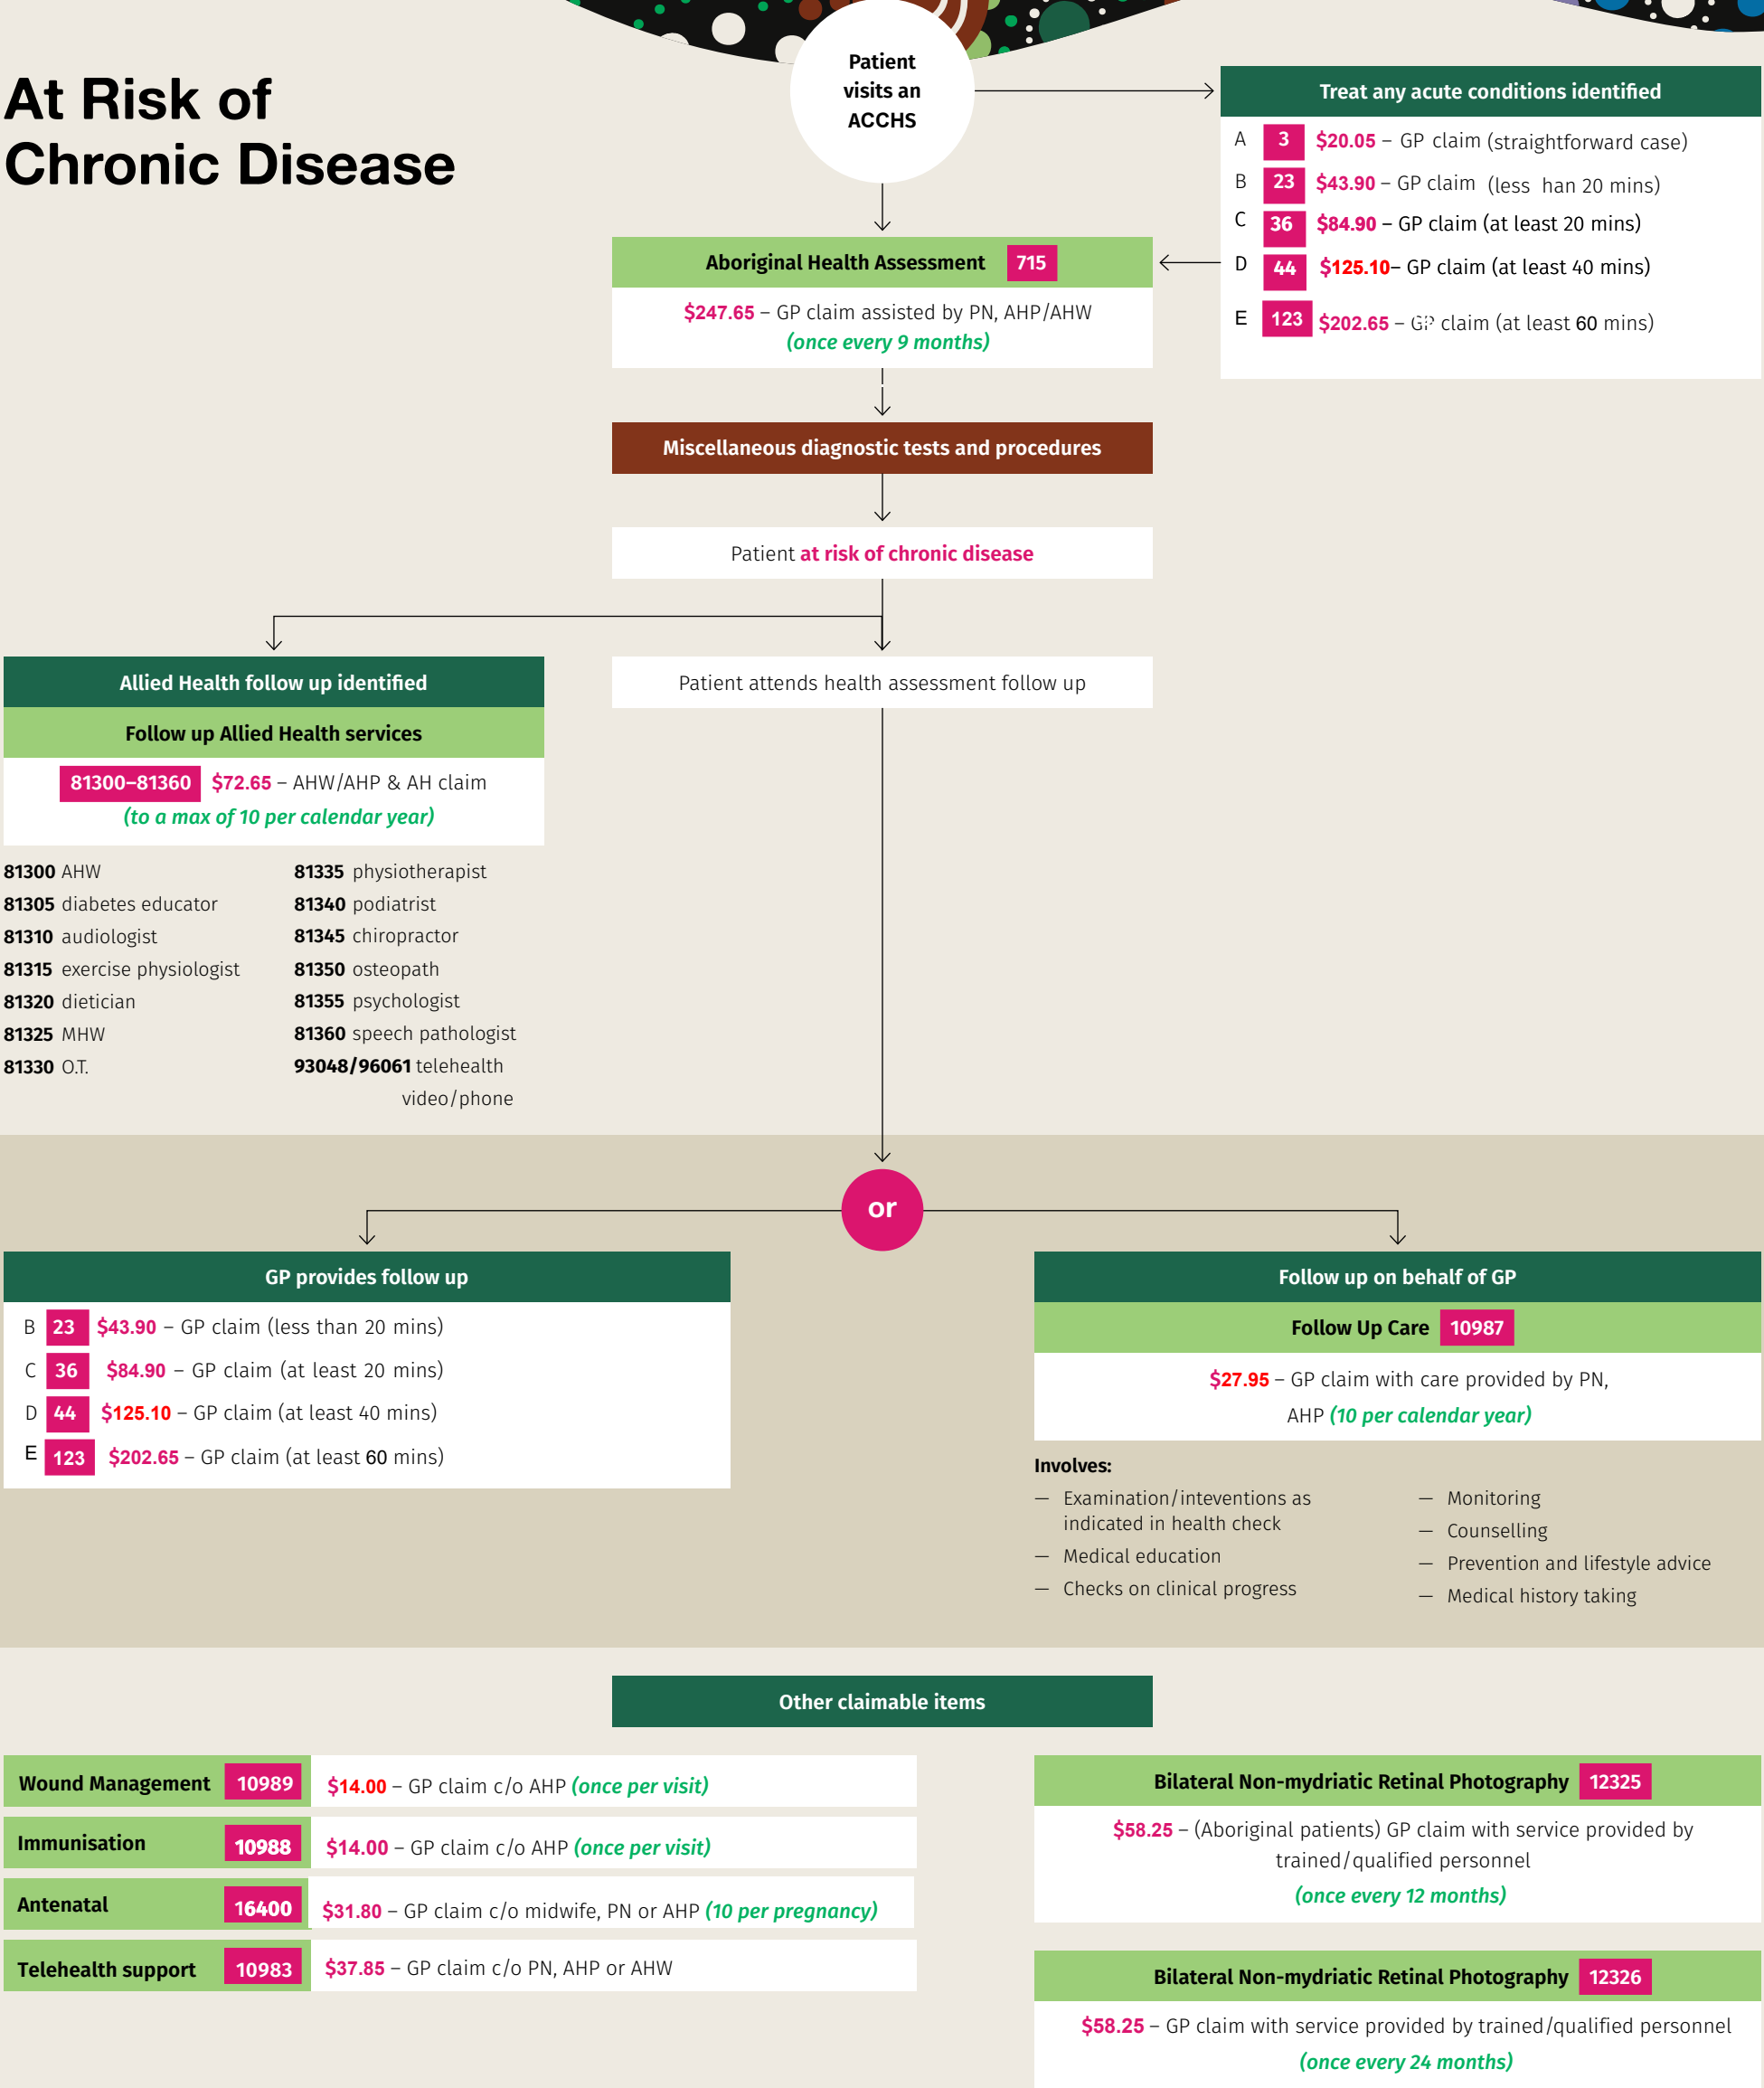 At Risk of
Chronic Disease
Patient
visits an
ACCHS
Treat any acute conditions identified
A 3 $20.05 – GP claim (straightforward case)
B 23 $43.90 – GP claim (less han 20 mins)
C 36 $84.90 – GP claim (at least 20 mins)
D 44 $125.10– GP claim (at least 40 mins)
E 123 $202.65 – GP claim (at least 60 mins)
Aboriginal Health Assessment 715
$247.65 – GP claim assisted by PN, AHP/AHW
(once every 9 months)
Miscellaneous diagnostic tests and procedures
Patient at risk of chronic disease
Allied Health follow up identified
Follow up Allied Health services
81300–81360 $72.65 – AHW/AHP & AH claim
(to a max of 10 per calendar year)
81300 AHW
81305 diabetes educator
81310 audiologist
81315 exercise physiologist
81320 dietician
81325 MHW
81330 O.T.
81335 physiotherapist
81340 podiatrist
81345 chiropractor
81350 osteopath
81355 psychologist
81360 speech pathologist
93048/96061 telehealth
video/phone
Patient attends health assessment follow up
or
GP provides follow up
B 23 $43.90 – GP claim (less than 20 mins)
C 36 $84.90 – GP claim (at least 20 mins)
D 44 $125.10 – GP claim (at least 40 mins)
E 123 $202.65 – GP claim (at least 60 mins)
Follow up on behalf of GP
Follow Up Care 10987
$27.95 – GP claim with care provided by PN,
AHP (10 per calendar year)
Involves:
— Examination/inteventions as
indicated in health check
— Medical education
— Checks on clinical progress
— Monitoring
— Counselling
— Prevention and lifestyle advice
— Medical history taking
Other claimable items
Wound Management 10989 $14.00 – GP claim c/o AHP (once per visit)
Immunisation 10988 $14.00 – GP claim c/o AHP (once per visit)
Antenatal 16400 $31.80 – GP claim c/o midwife, PN or AHP (10 per pregnancy)
Telehealth support 10983 $37.85 – GP claim c/o PN, AHP or AHW
Bilateral Non-mydriatic Retinal Photography 12325
$58.25 – (Aboriginal patients) GP claim with service provided by
trained/qualified personnel
(once every 12 months)
Bilateral Non-mydriatic Retinal Photography 12326
$58.25 – GP claim with service provided by trained/qualified personnel
(once every 24 months)